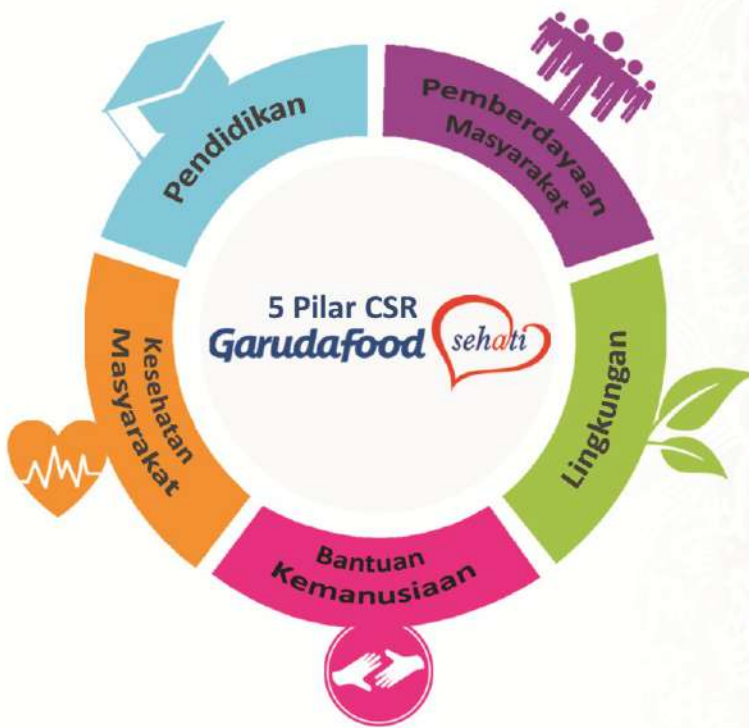 Pendidikan
Pemberdayaan
Masyarakat
5 Pilar CSR
Garudafood sehati
Kesehatan
Masyarakat
Lingkungan
Bantuan
Kemanusiaan